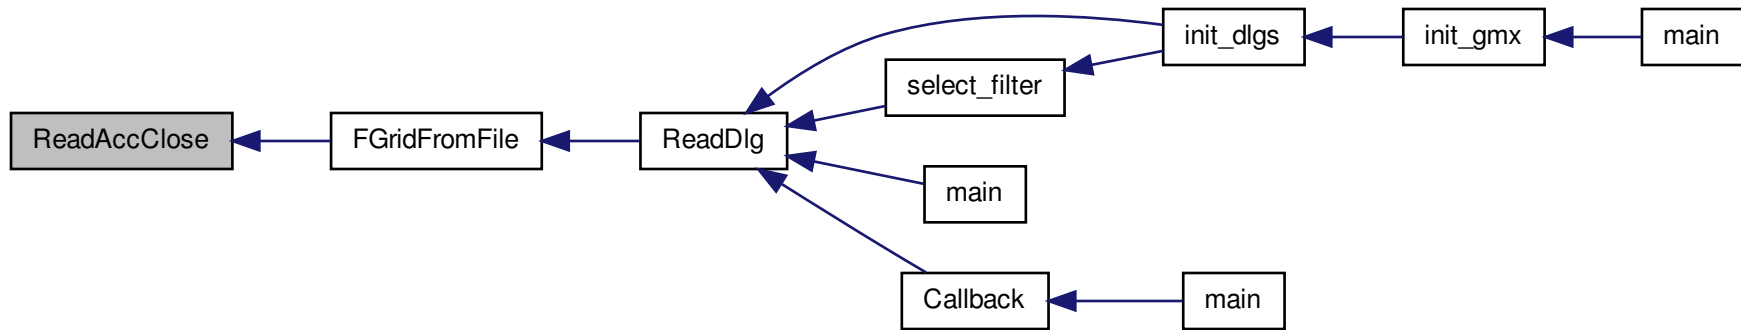 ReadAccClose
FGridFromFile
ReadDlg
init_dlgs
select_filter
main
Callback
init_gmx
main
main